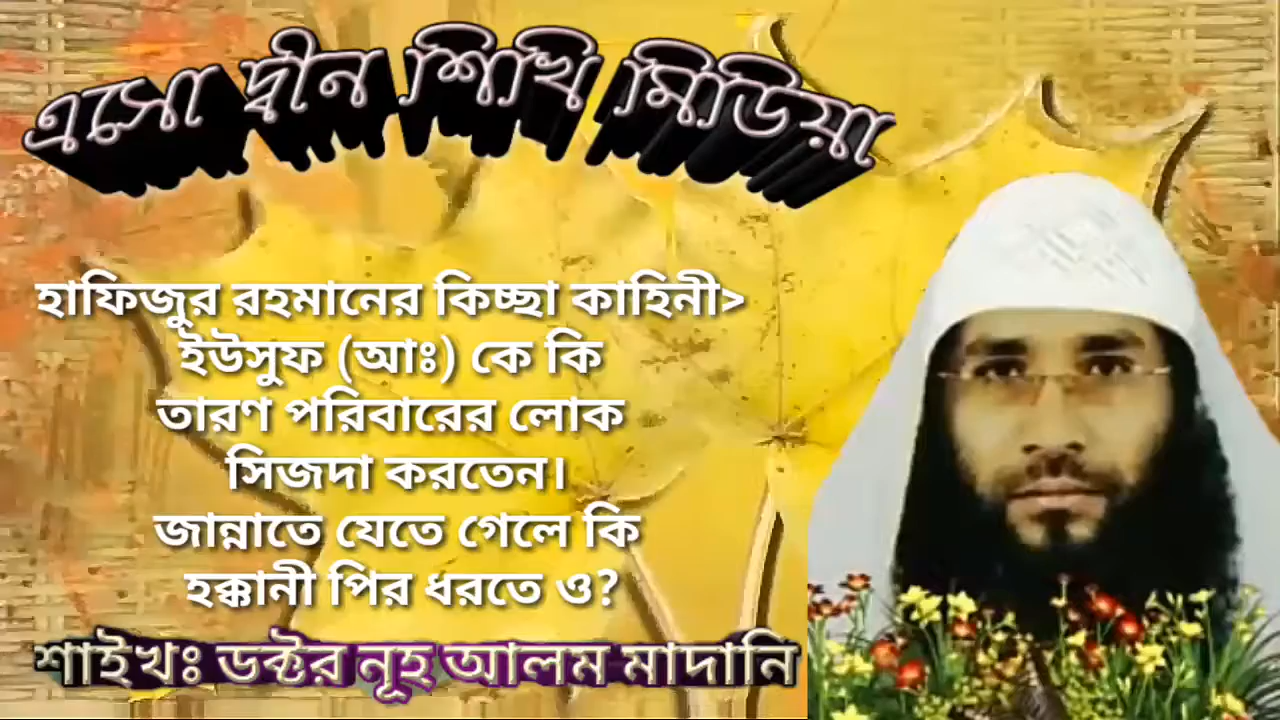 এসো দ্বীন শিখি মিডিয়া
হাফিজুর রহমানের কিচ্ছা কাহিনী>
ইউসুফ (আঃ) কে কি
তারণ পরিবারের লোক
সিজদা করতেন।
জান্নাতে যেতে গেলে কি
হক্কানী পির ধরতে ও?
শাইখঃ ডক্টর নূহ আলম মাদানি